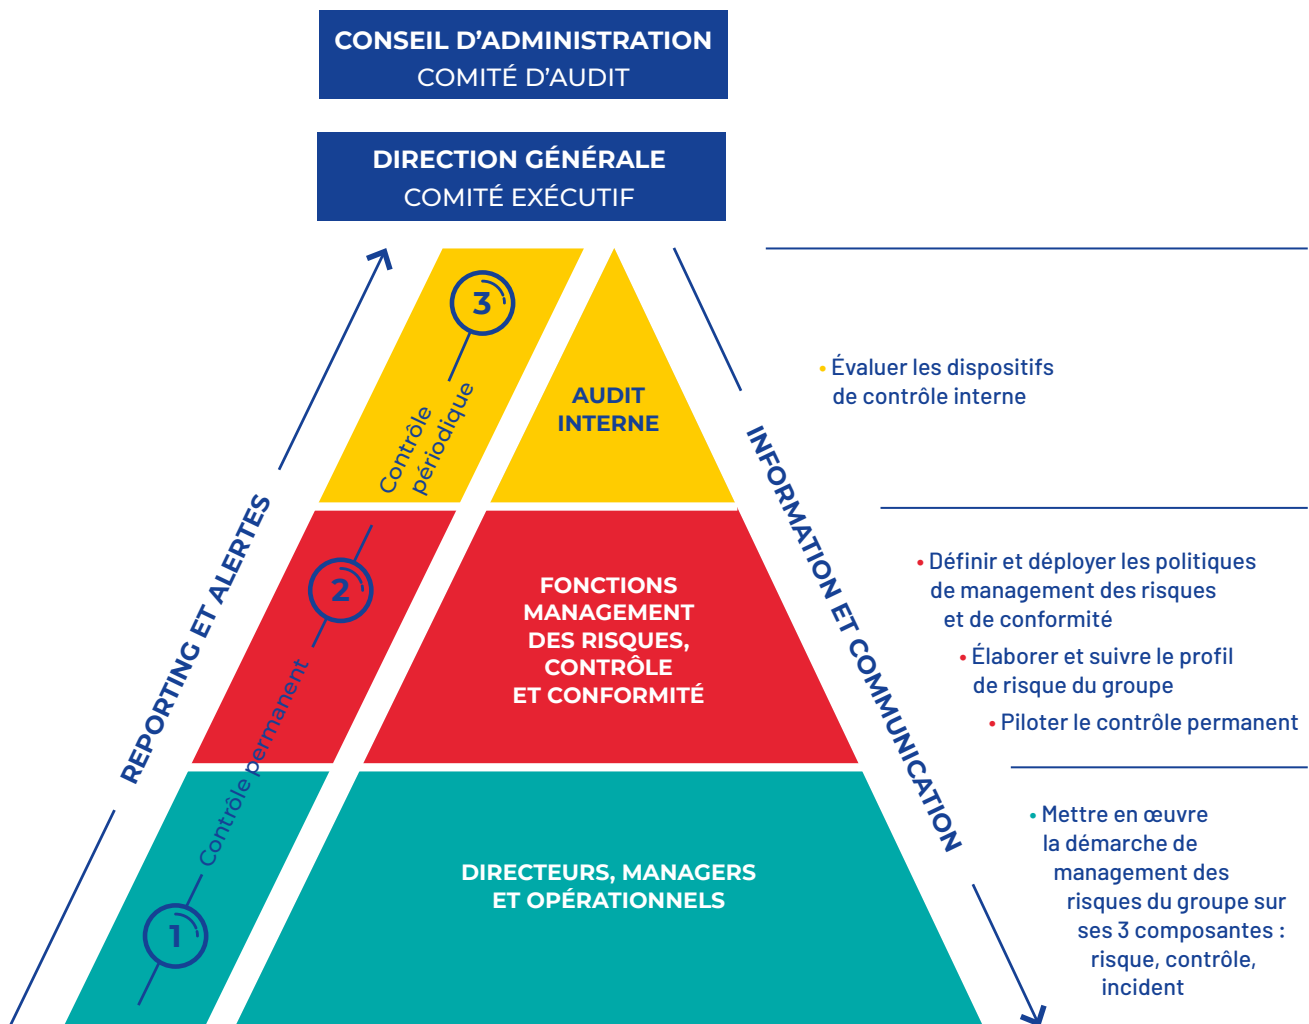 CONSEIL D’ADMINISTRATION
COMITÉ D’AUDIT
DIRECTION GÉNÉRALE
COMITÉ EXÉCUTIF
REPORTING ET ALERTES
3
Contrôle
périodique
2
Contrôle permanent
1
AUDIT
INTERNE
FONCTIONS
MANAGEMENT
DES RISQUES,
CONTRÔLE
ET CONFORMITÉ
DIRECTEURS, MANAGERS
ET OPÉRATIONNELS
INFORMATION ET COMMUNICATION
• Évaluer les dispositifs
de contrôle interne
• Définir et déployer les politiques
de management des risques
et de conformité
• Élaborer et suivre le profil
de risque du groupe
• Piloter le contrôle permanent
• Mettre en œuvre
la démarche de
management des
risques du groupe sur
ses 3 composantes :
risque, contrôle,
incident